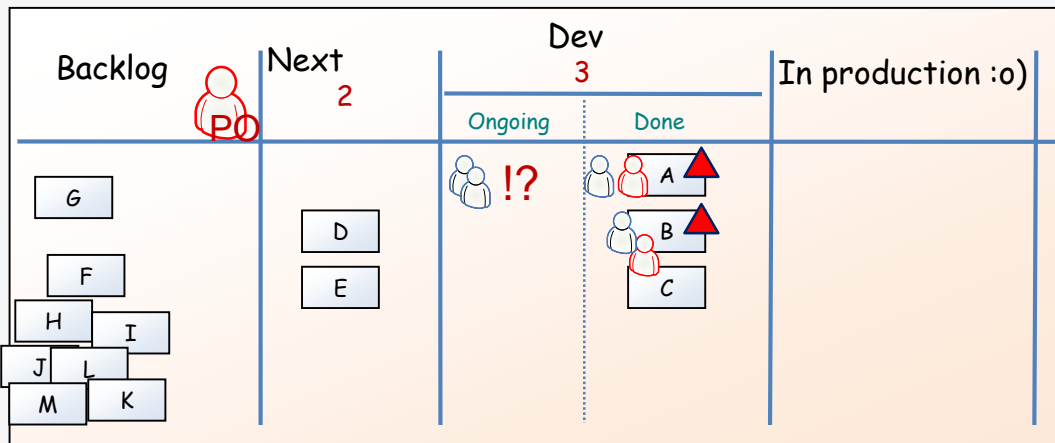 Backlog
PO
Next
2
Dev
3
Ongoing
Done
In production :o)
G
F
H
I
J
L
M
K
D
E
!?
A
B
C